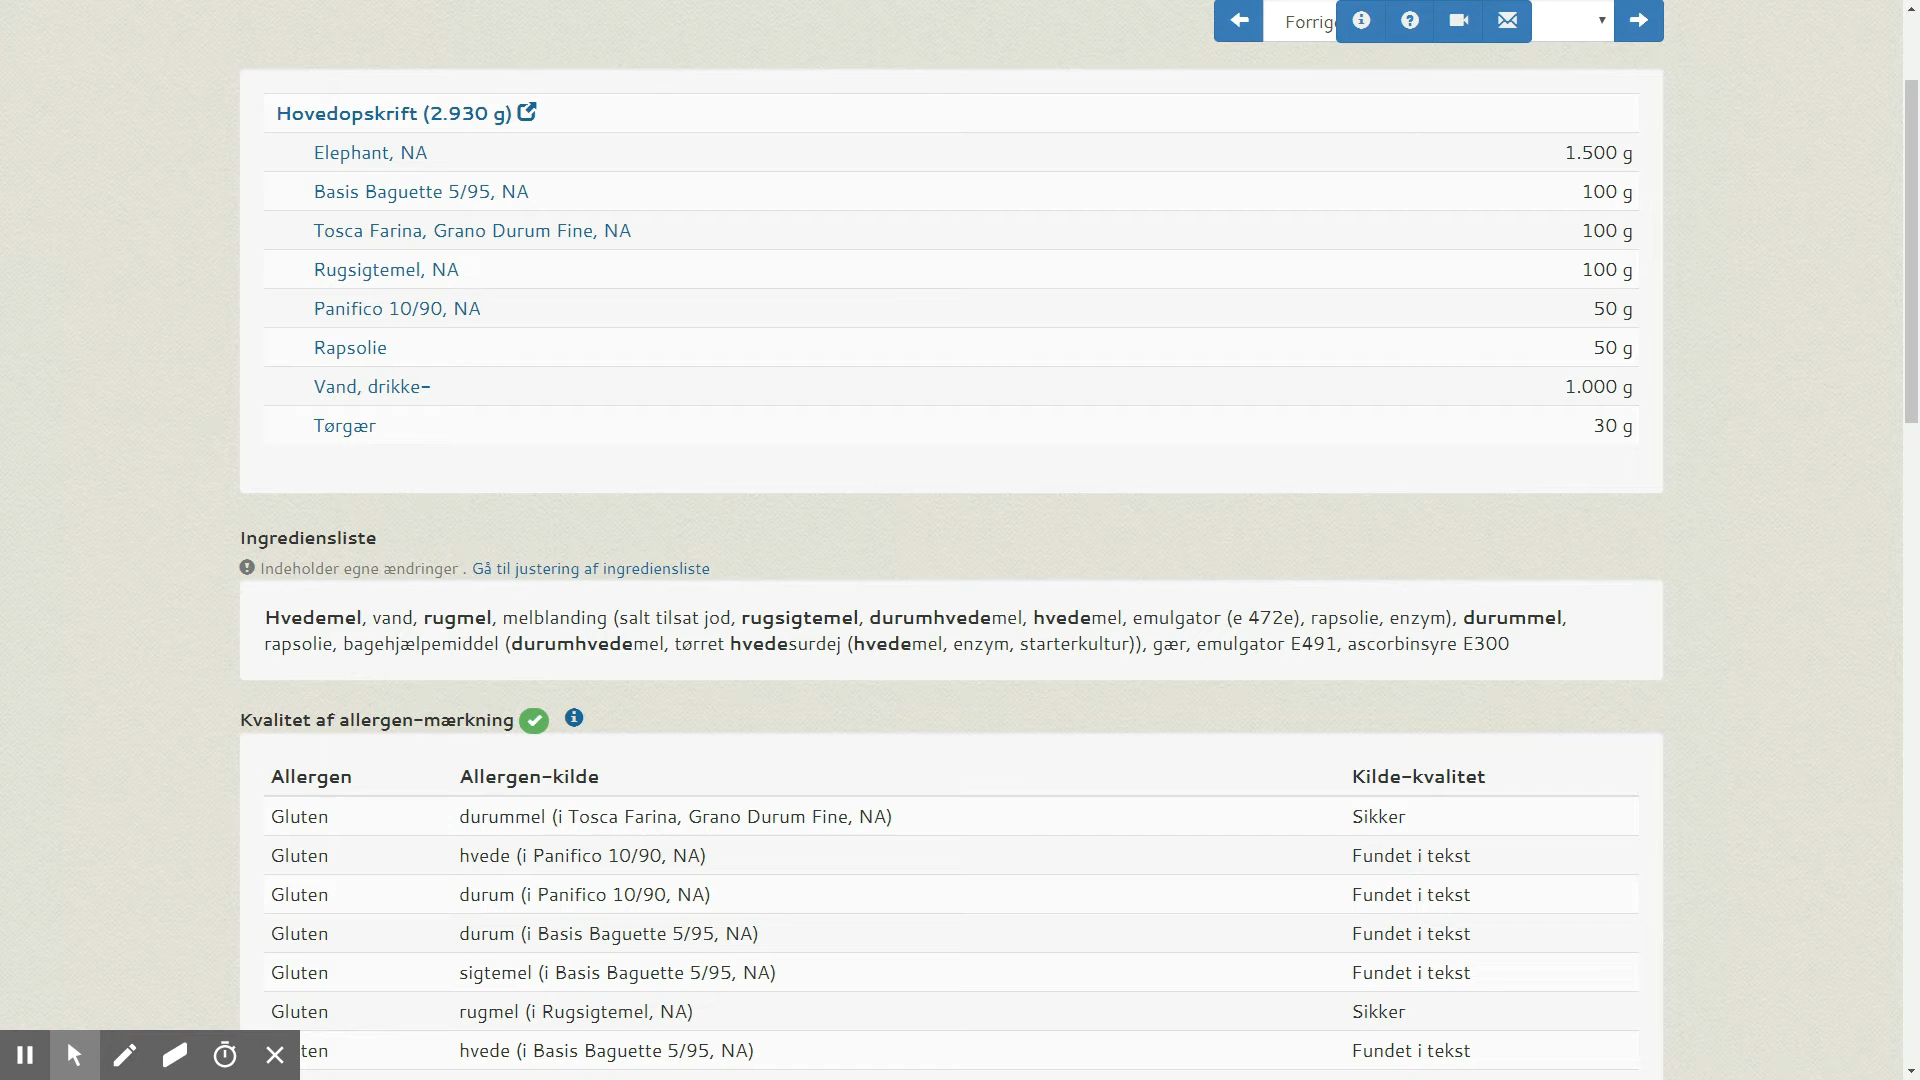 Forrig
Hovedopskrift (2.930 g)
Elephant, NA 1.500 g
Basis Baguette 5/95, NA 100 g
Tosca Farina, Grano Durum Fine, NA 100 g
Rugsigtemel, NA 100 g
Panifico 10/90, NA 50 g
Rapsolie 50 g
Vand, drikke- 1.000 g
Tørgær 30 g
Ingrediensliste
Indeholder egne ændringer . Gå til justering af ingrediensliste
Hvedemel, vand, rugmel, melblanding (salt tilsat jod, rugsigtemel, durumhvedemel, hvedemel, emulgator (e 472e), rapsolie, enzym), durummel,
rapsolie, bagehjælpemiddel (durumhvedemel, tørret hvedesurdej (hvedemel, enzym, starterkultur)), gær, emulgator E491, ascorbinsyre E300
Kvalitet af allergen-mærkning
Allergen Allergen-kilde Kilde-kvalitet
Gluten durummel (i Tosca Farina, Grano Durum Fine, NA) Sikker
Gluten hvede (i Panifico 10/90, NA) Fundet i tekst
Gluten durum (i Panifico 10/90, NA) Fundet i tekst
Gluten durum (i Basis Baguette 5/95, NA) Fundet i tekst
Gluten sigtemel (i Basis Baguette 5/95, NA) Fundet i tekst
Gluten rugmel (i Rugsigtemel, NA) Sikker
ten hvede (i Basis Baguette 5/95, NA) Fundet i tekst